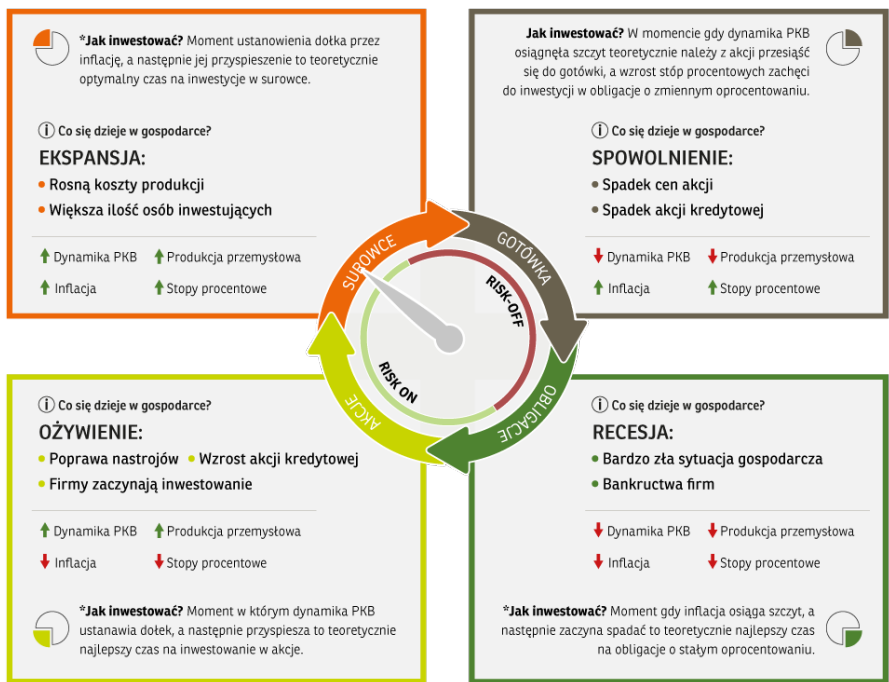 *Jak inwestować? Moment ustanowienia dołka przez
inflację, a następnie jej przyspieszenie to teoretycznie
optymalny czas na inwestycje w surowce.
Co się dzieje w gospodarce?
EKSPANSJA:
Rosną koszty produkcji
Większa ilość osób inwestujących
Dynamika PKB
Produkcja przemysłowa
Inflacja
Stopy procentowe
Jak inwestować? W momencie gdy dynamika PKB
osiągnęła szczyt teoretycznie należy z akcji przesiąść
się do gotówki, a wzrost stóp procentowych zachęci
do inwestycji w obligacje o zmiennym oprocentowaniu.
Co się dzieje w gospodarce?
SPOWOLNIENIE:
Spadek cen akcji
Spadek akcji kredytowej
Dynamika PKB
Produkcja przemysłowa
Inflacja
Stopy procentowe
SUROWCE
GOTÓWKA
RISK-OFF
RISK ON
AKCJE
OBLIGACJE
Co się dzieje w gospodarce?
OŻYWIENIE:
Poprawa nastrojów
Wzrost akcji kredytowej
Firmy zaczynają inwestowanie
Dynamika PKB
Produkcja przemysłowa
Inflacja
Stopy procentowe
*Jak inwestować? Moment w którym dynamika PKB
ustanawia dołek, a następnie przyspiesza to teoretycznie
najlepszy czas na inwestowanie w akcje.
Co się dzieje w gospodarce?
RECESJA:
Bardzo zła sytuacja gospodarcza
Bankructwa firm
Dynamika PKB
Produkcja przemysłowa
Inflacja
Stopy procentowe
*Jak inwestować? Moment gdy inflacja osiąga szczyt, a
następnie zaczyna spadać to teoretycznie najlepszy czas
na obligacje o stałym oprocentowaniu.